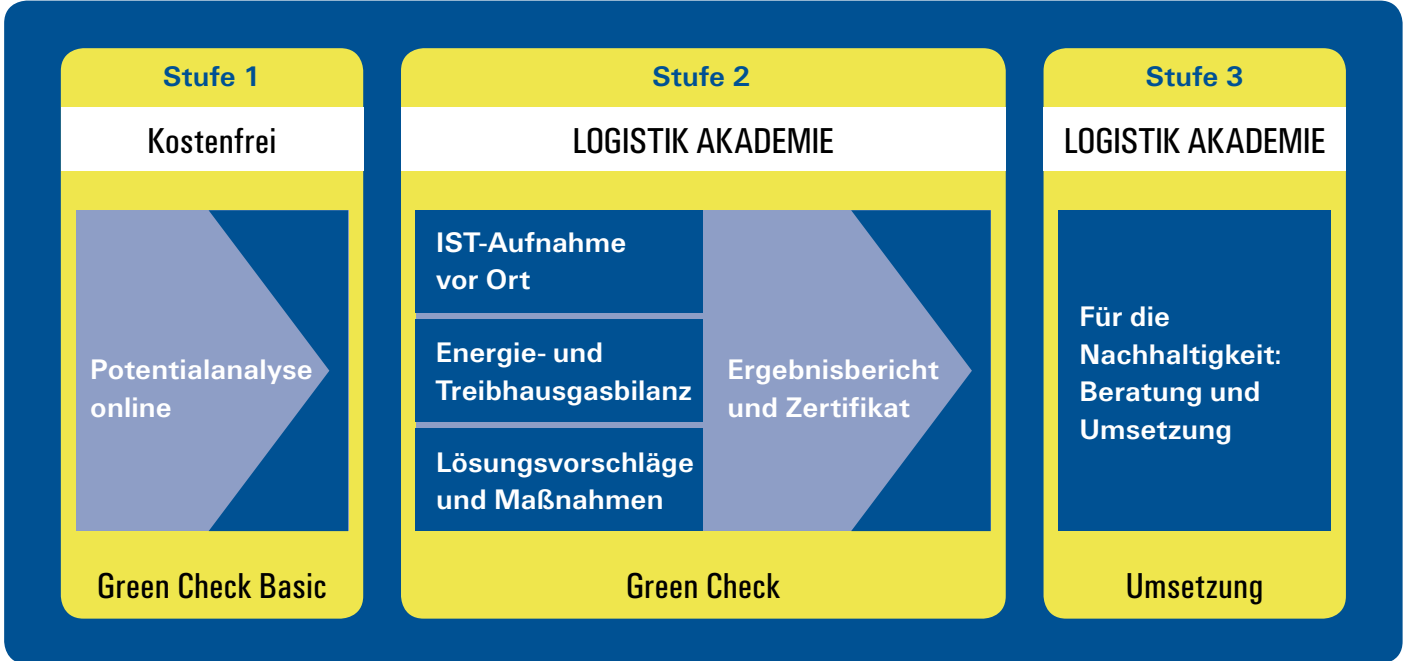 Stufe 1
Kostenfrei
Potentialanalyse
online
Green Check Basic
Stufe 2
LOGISTIK AKADEMIE
IST-Aufnahme
vor Ort
Energie- und
Treibhausgasbilanz
Lösungsvorschläge
und Maßnahmen
Ergebnisbericht
und Zertifikat
Green Check
Stufe 3
LOGISTIK AKADEMIE
Für die
Nachhaltigkeit:
Beratung und
Umsetzung
Umsetzung